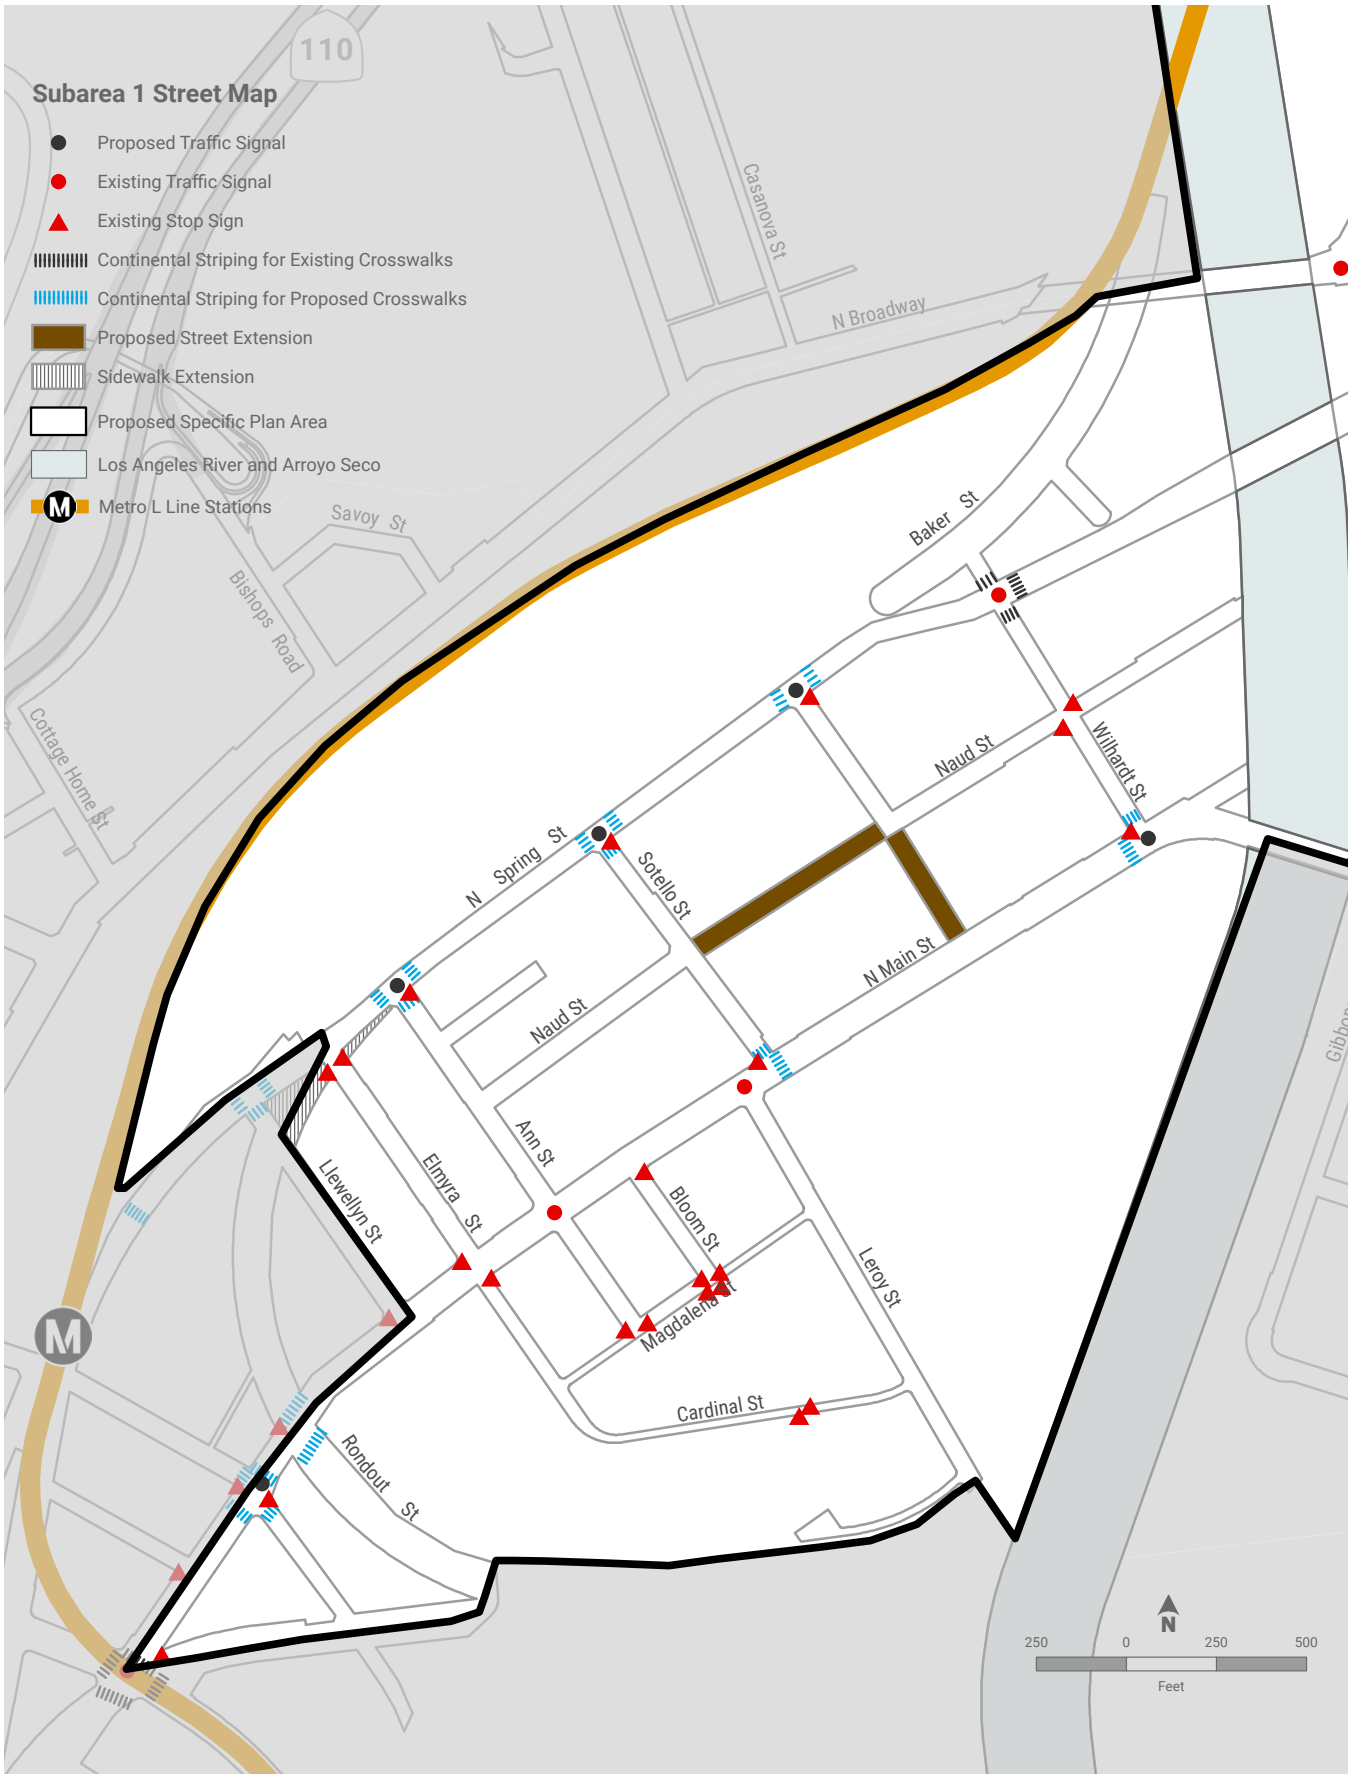 110
Subarea 1 Street Map
Proposed Traffic Signal
Existing Traffic Signal
Existing Stop Sign
Continental Striping for Existing Crosswalks
Continental Striping for Proposed Crosswalks
Proposed Street Extension
Sidewalk Extension
Proposed Specific Plan Area
Los Angeles River and Arroyo Seco
M Metro L Line Stations
Casanova St
N Broadway
Savoy St
Bishops Road
Cottage Home St
Baker St
Naud St
Wilhardt St
N Spring St
Sotello St
N Main St
Naud St
Ann St
Elmyra St
Llewellyn St
Bloom St
Leroy St
Magdalena St
Cardinal St
Rondout St
M
N
250 0 250 500
Feet